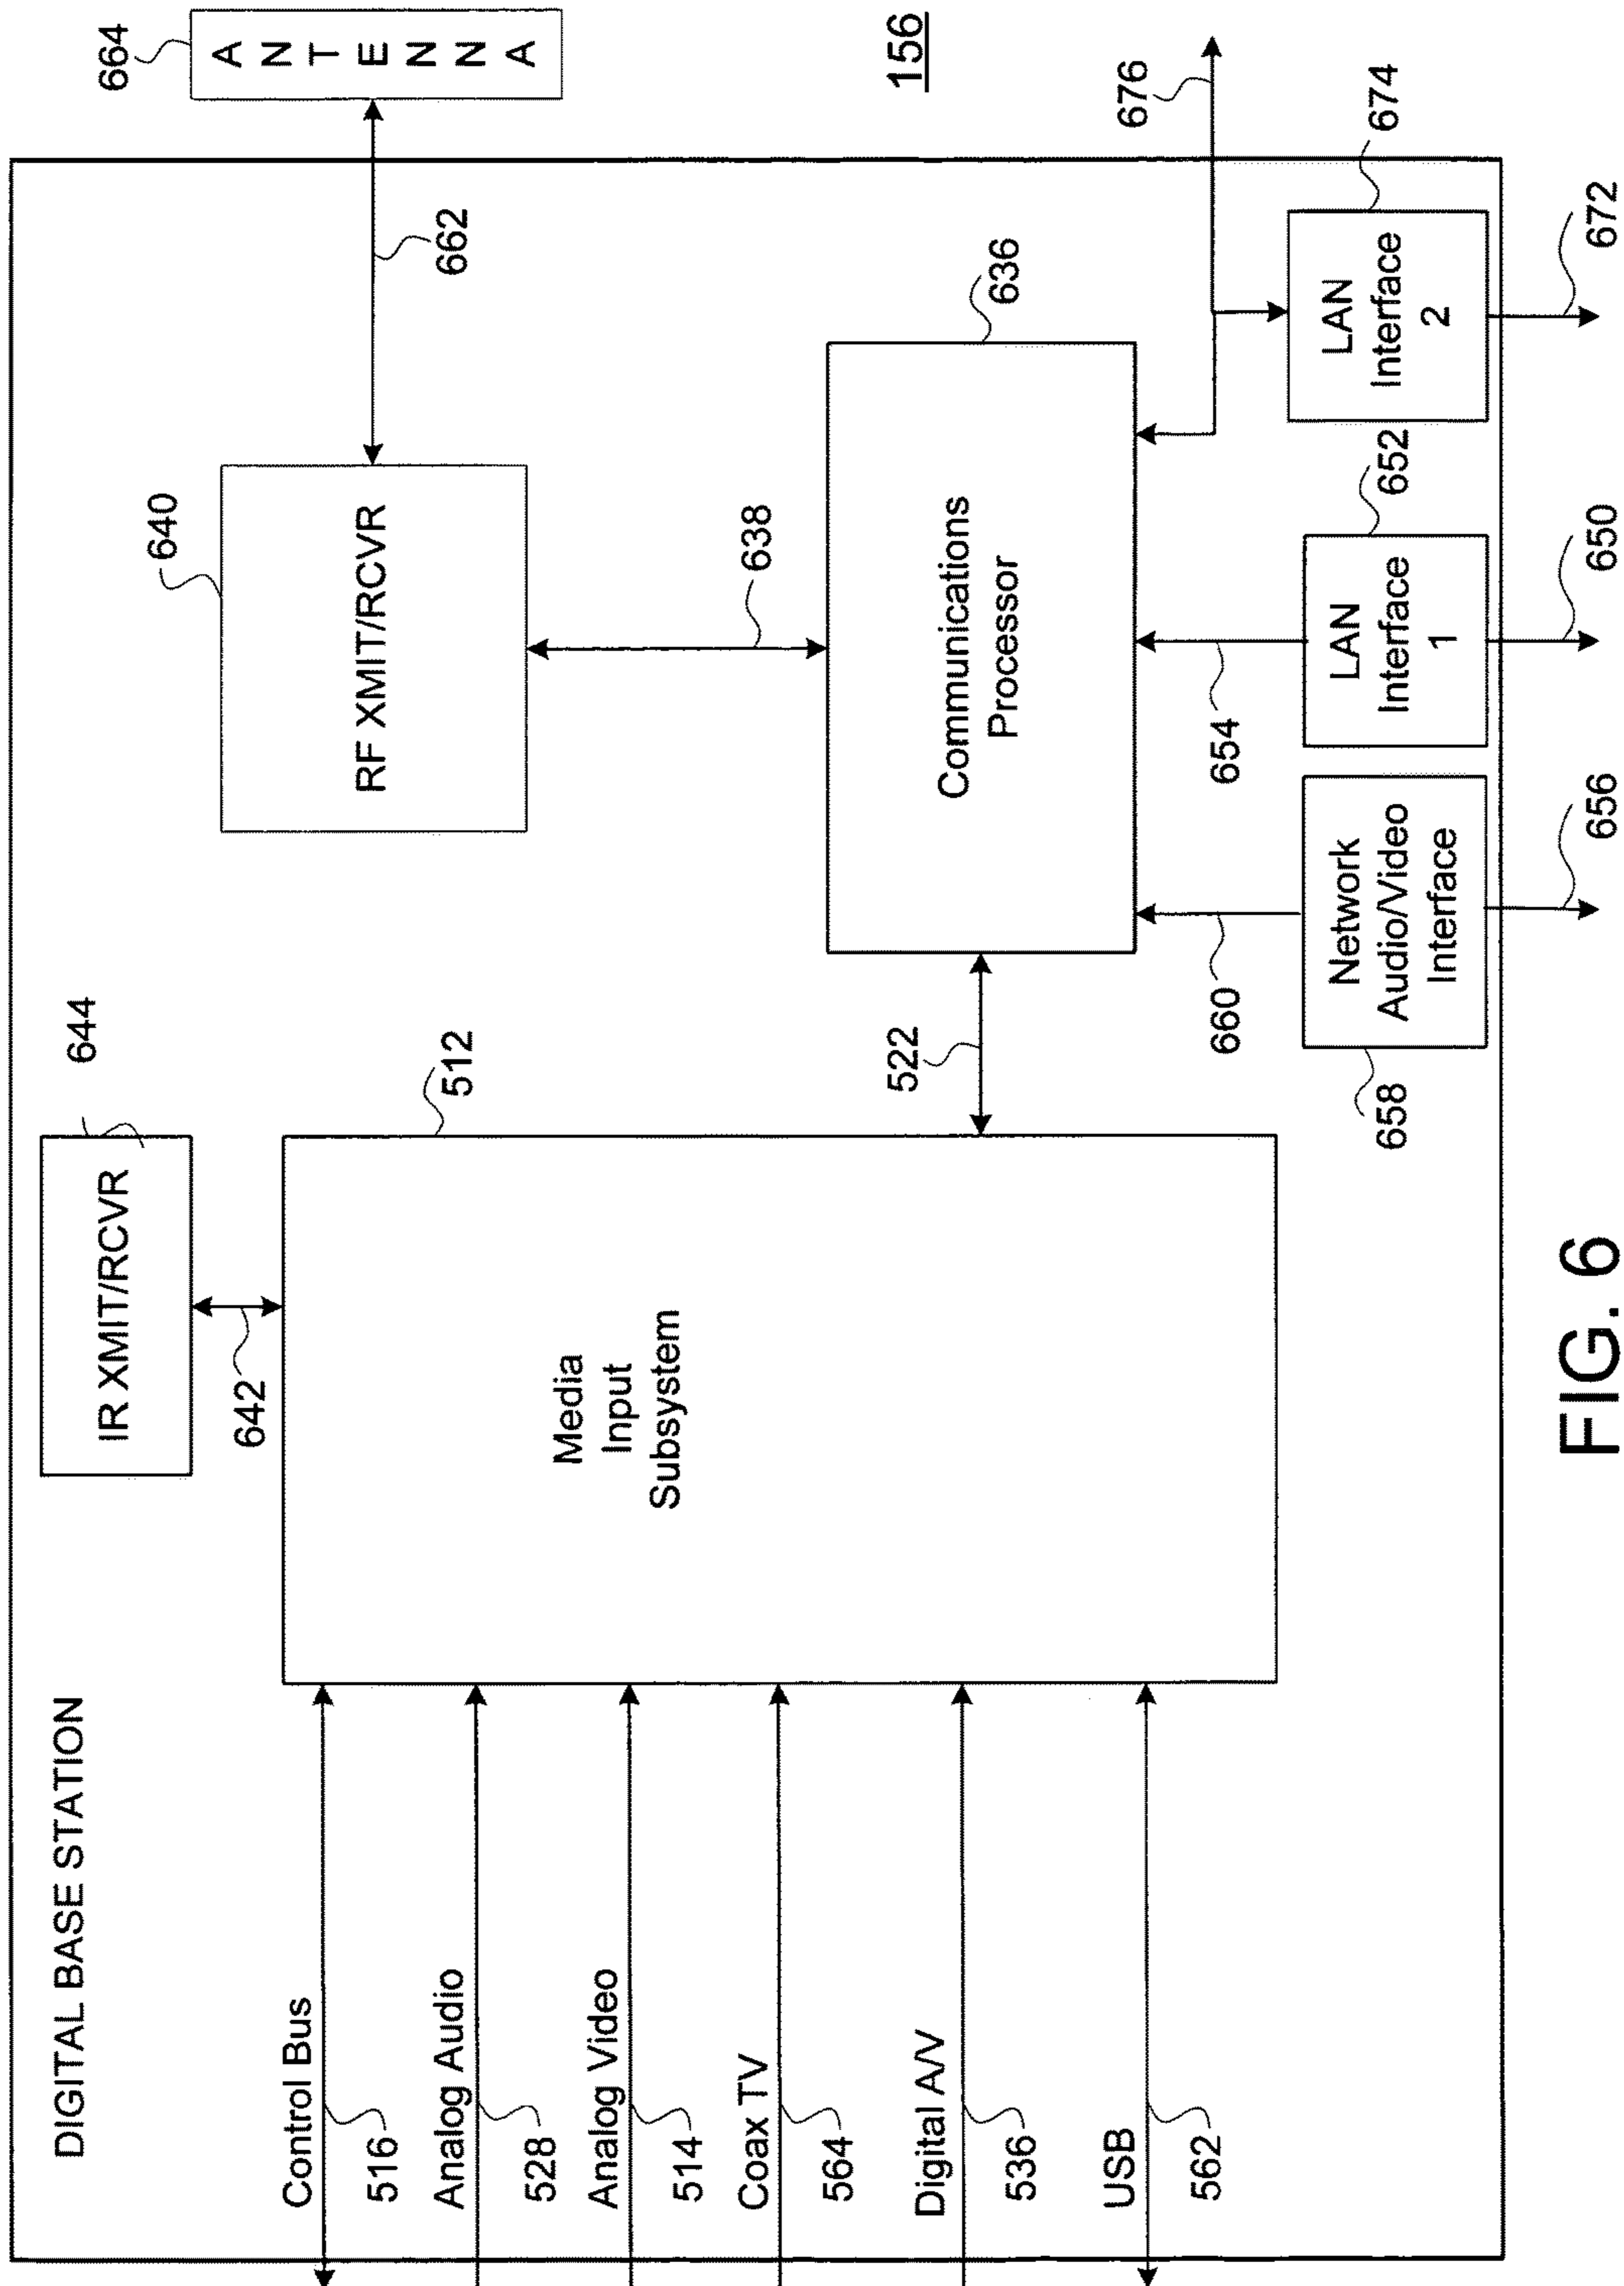 DIGITAL BASE STATION
IR XMIT/RCVR
644
642
Control Bus
516
Analog Audio
528
Analog Video
514
Coax TV
564
Digital A/V
536
USB
562
Media
Input
Subsystem
512
522
RF XMIT/RCVR
640
638
662
ANTENNA
664
Communications
Processor
636
156
676
660
654
Network
Audio/Video
Interface
658
656
LAN
Interface
1
652
650
LAN
Interface
2
674
672
FIG. 6